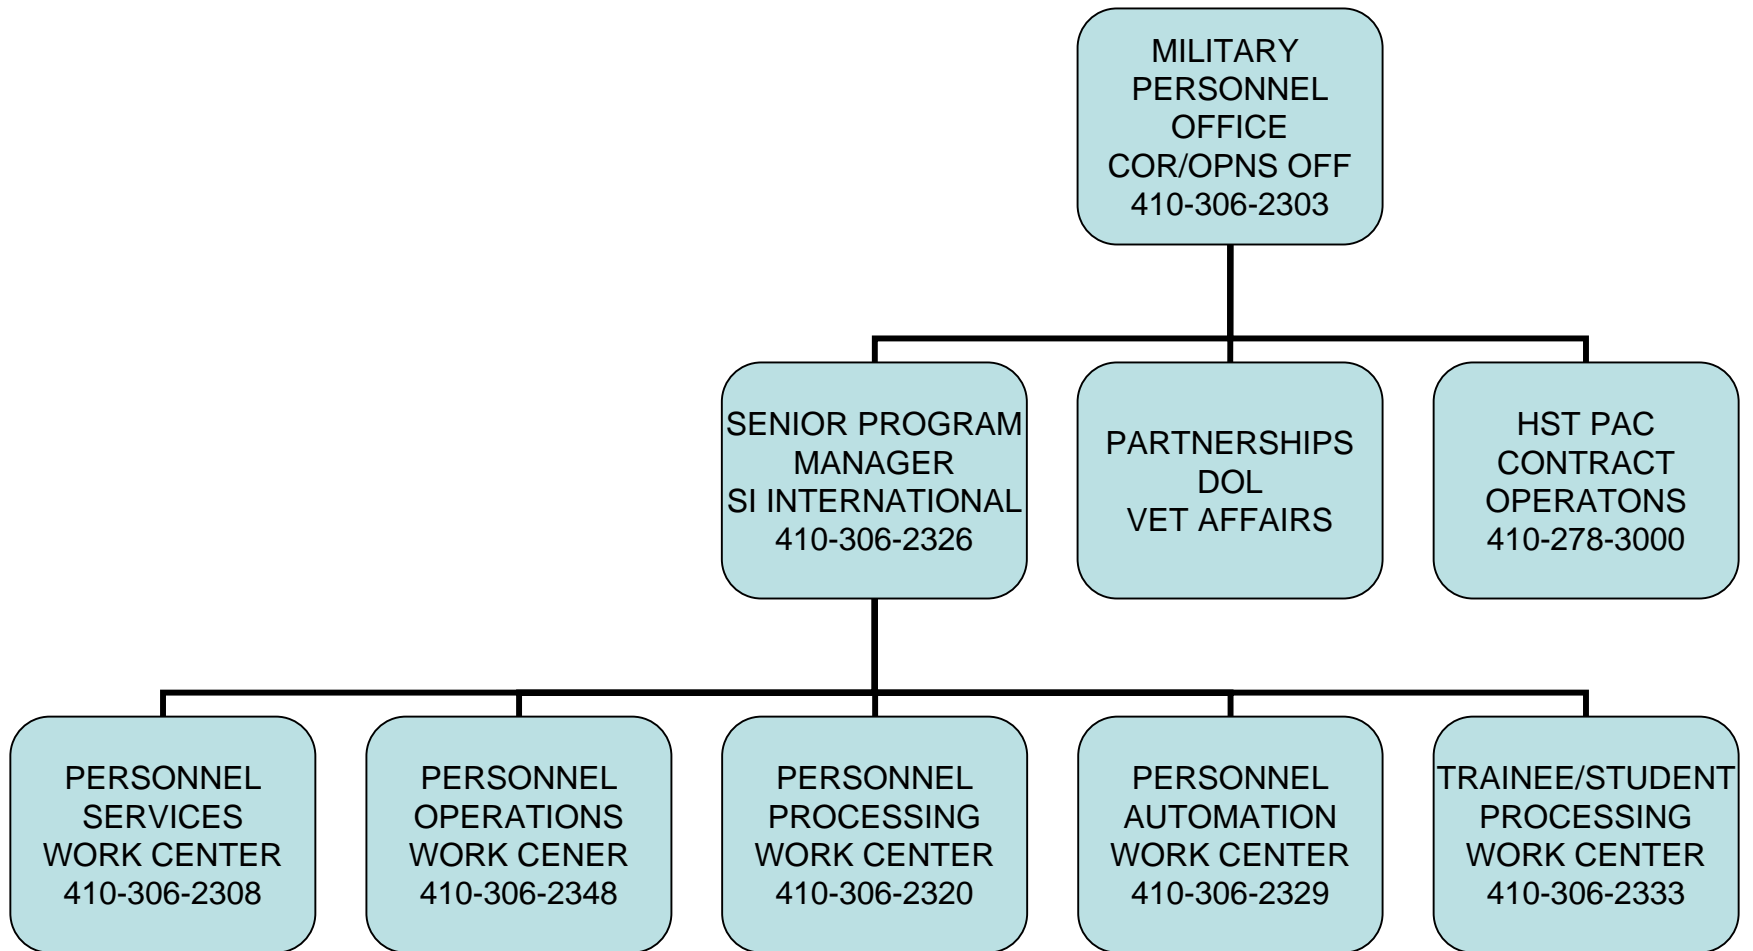 MILITARY
PERSONNEL
OFFICE
COR/OPNS OFF
410-306-2303
SENIOR PROGRAM
MANAGER
SI INTERNATIONAL
410-306-2326
PARTNERSHIPS
DOL
VET AFFAIRS
HST PAC
CONTRACT
OPERATONS
410-278-3000
PERSONNEL
SERVICES
WORK CENTER
410-306-2308
PERSONNEL
OPERATIONS
WORK CENER
410-306-2348
PERSONNEL
PROCESSING
WORK CENTER
410-306-2320
PERSONNEL
AUTOMATION
WORK CENTER
410-306-2329
TRAINEE/STUDENT
PROCESSING
WORK CENTER
410-306-2333